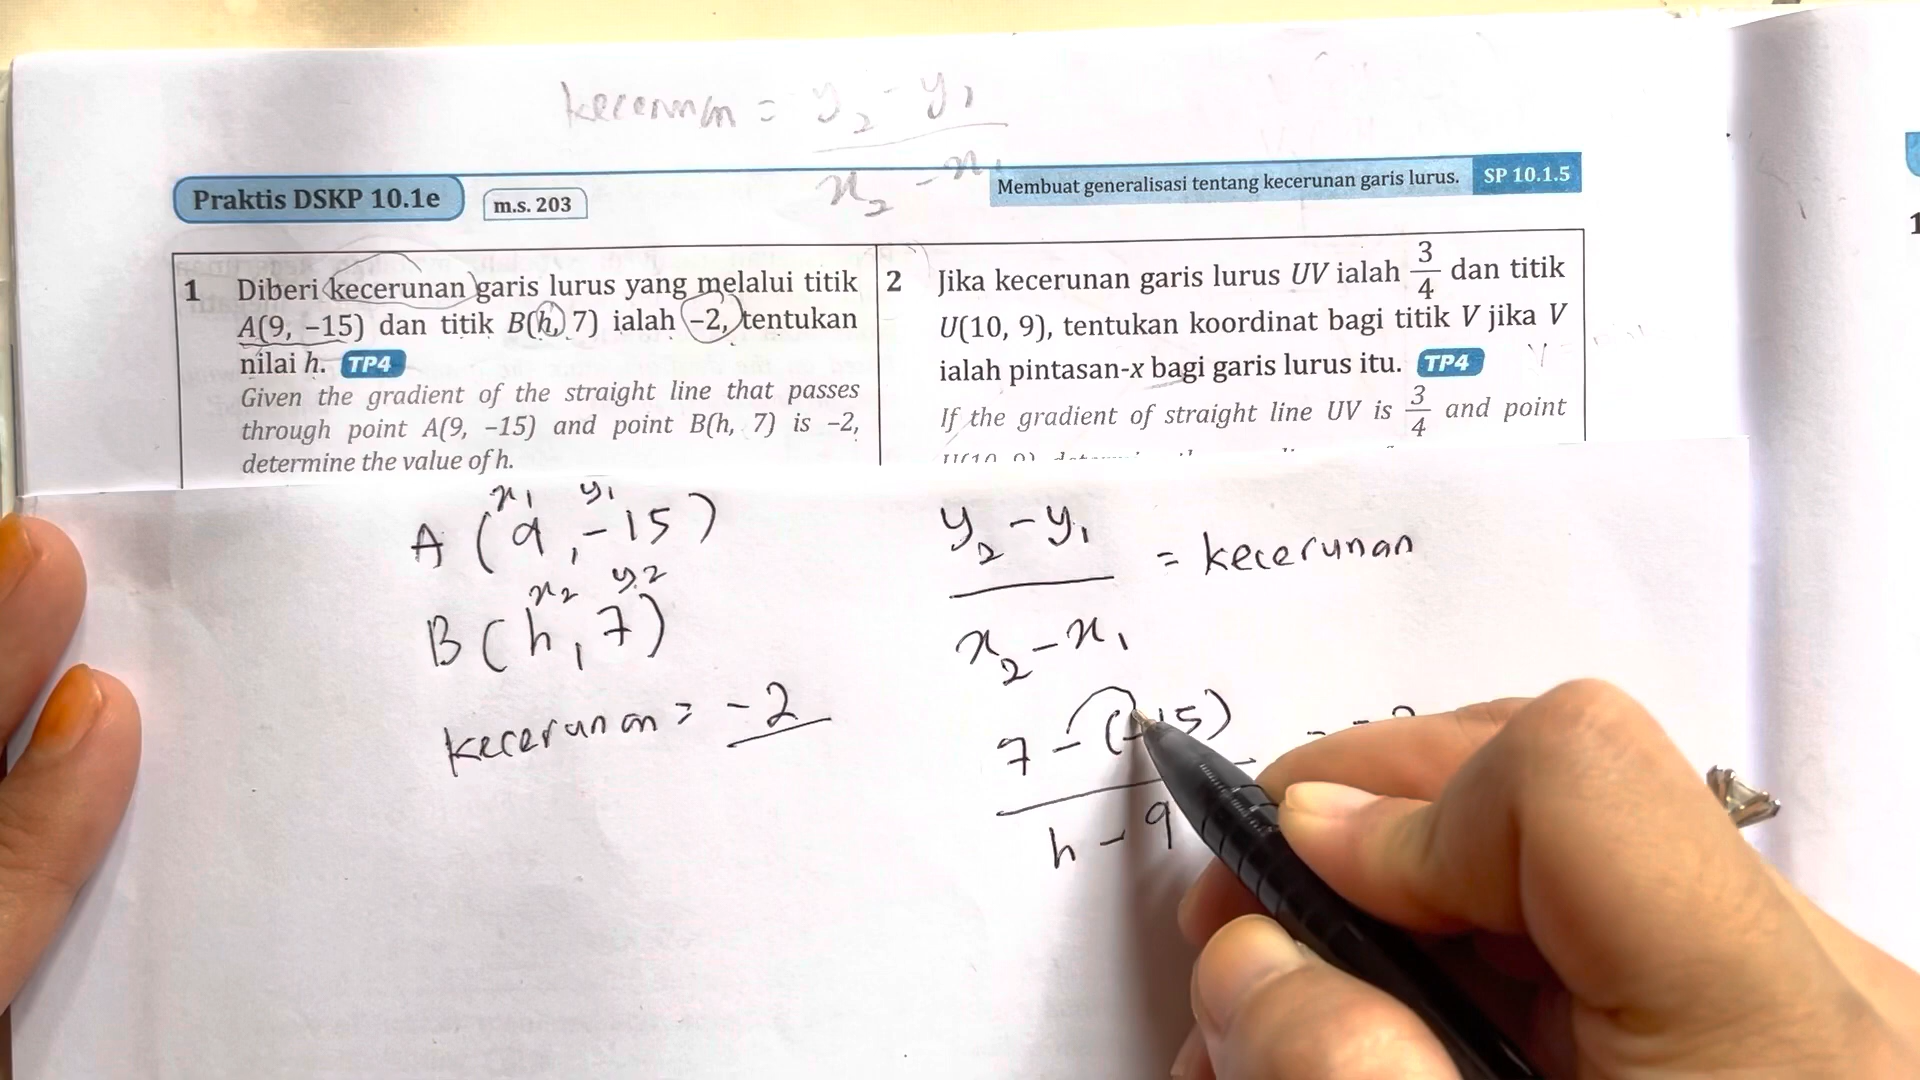 kecerunan = y₂ - y₁
x₂ - x₁
Praktis DSKP 10.1e
m.s. 203
Membuat generalisasi tentang kecerunan garis lurus.
SP 10.1.5
1 Diberi kecerunan garis lurus yang melalui titik
A(9, –15) dan titik B(h, 7) ialah –2, tentukan
nilai h. TP4
Given the gradient of the straight line that passes
through point A(9, –15) and point B(h, 7) is –2,
determine the value of h.
2 Jika kecerunan garis lurus UV ialah 3/4 dan titik
U(10, 9), tentukan koordinat bagi titik V jika V
ialah pintasan-x bagi garis lurus itu. TP4
If the gradient of straight line UV is 3/4 and point
x₁ y₁
A (9, -15)
x₂ y₂
B (h, 7)
kecerunan = -2
y₂ - y₁ = kecerunan
x₂ - x₁
7 - (-15)
h - 9